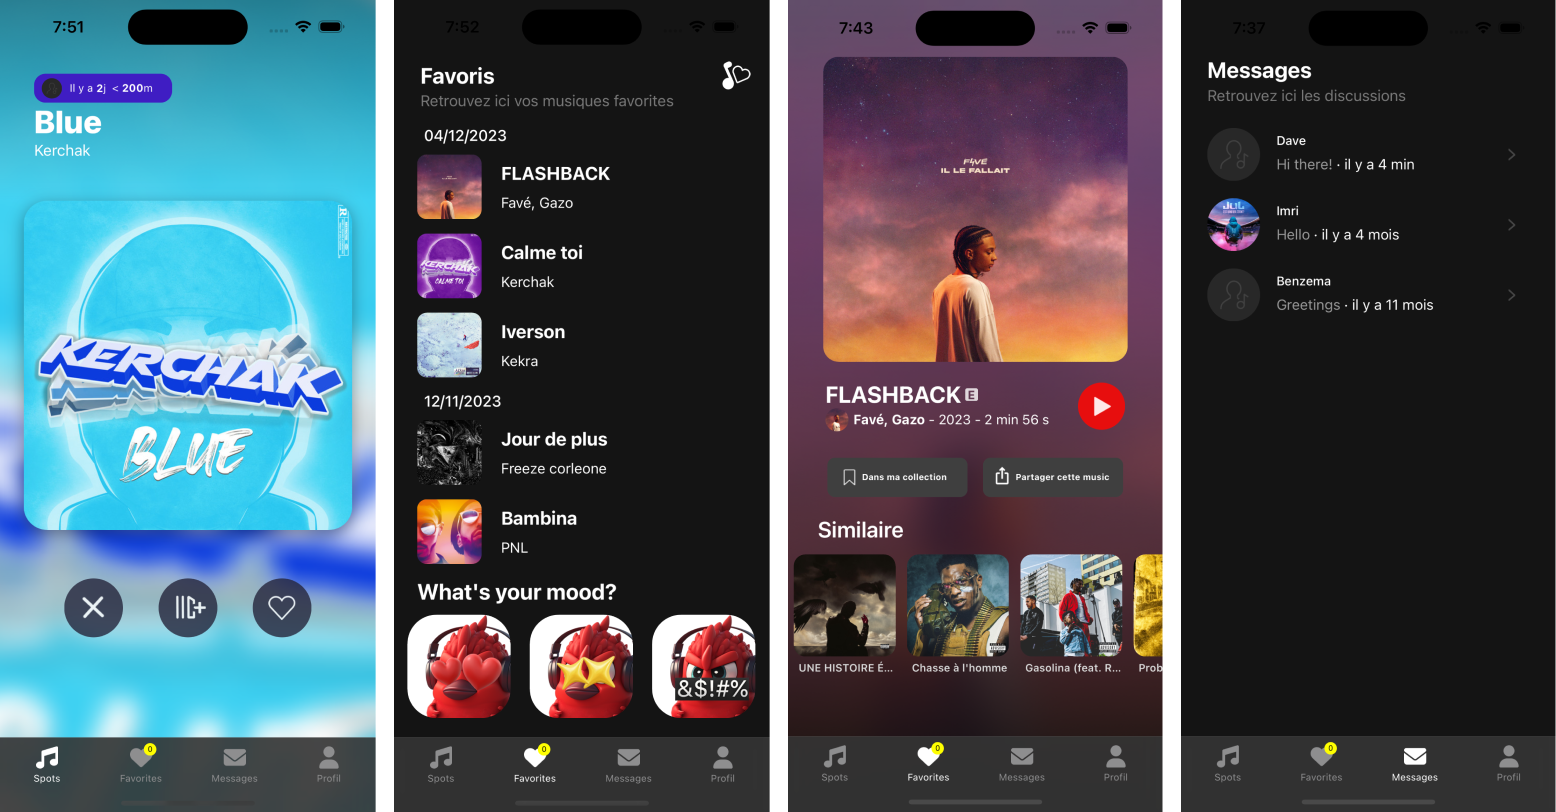 7:51
Il y a 2j < 200m
Blue
Kerchak
R
KERCHAK
BLUE
Spots
0
Favorites
Messages
Profil
7:52
Favoris
Retrouvez ici vos musiques favorites
04/12/2023
FLASHBACK
Favé, Gazo
KERCHAK
CALME TOI
Calme toi
Kerchak
Iverson
Kekra
12/11/2023
Jour de plus
Freeze corleone
Bambina
PNL
What's your mood?
&$!#%
Spots
0
Favorites
Messages
Profil
7:43
FAVÉ
IL LE FALLAIT
FLASHBACK E
Favé, Gazo - 2023 - 2 min 56 s
Dans ma collection
Partager cette music
Similaire
UNE HISTOIRE É...
Chasse à l'homme
Gasolina (feat. R...
Prob
Spots
0
Favorites
Messages
Profil
7:37
Messages
Retrouvez ici les discussions
Dave
Hi there! · il y a 4 min
JUL
Imri
Hello · il y a 4 mois
Benzema
Greetings · il y a 11 mois
Spots
0
Favorites
Messages
Profil